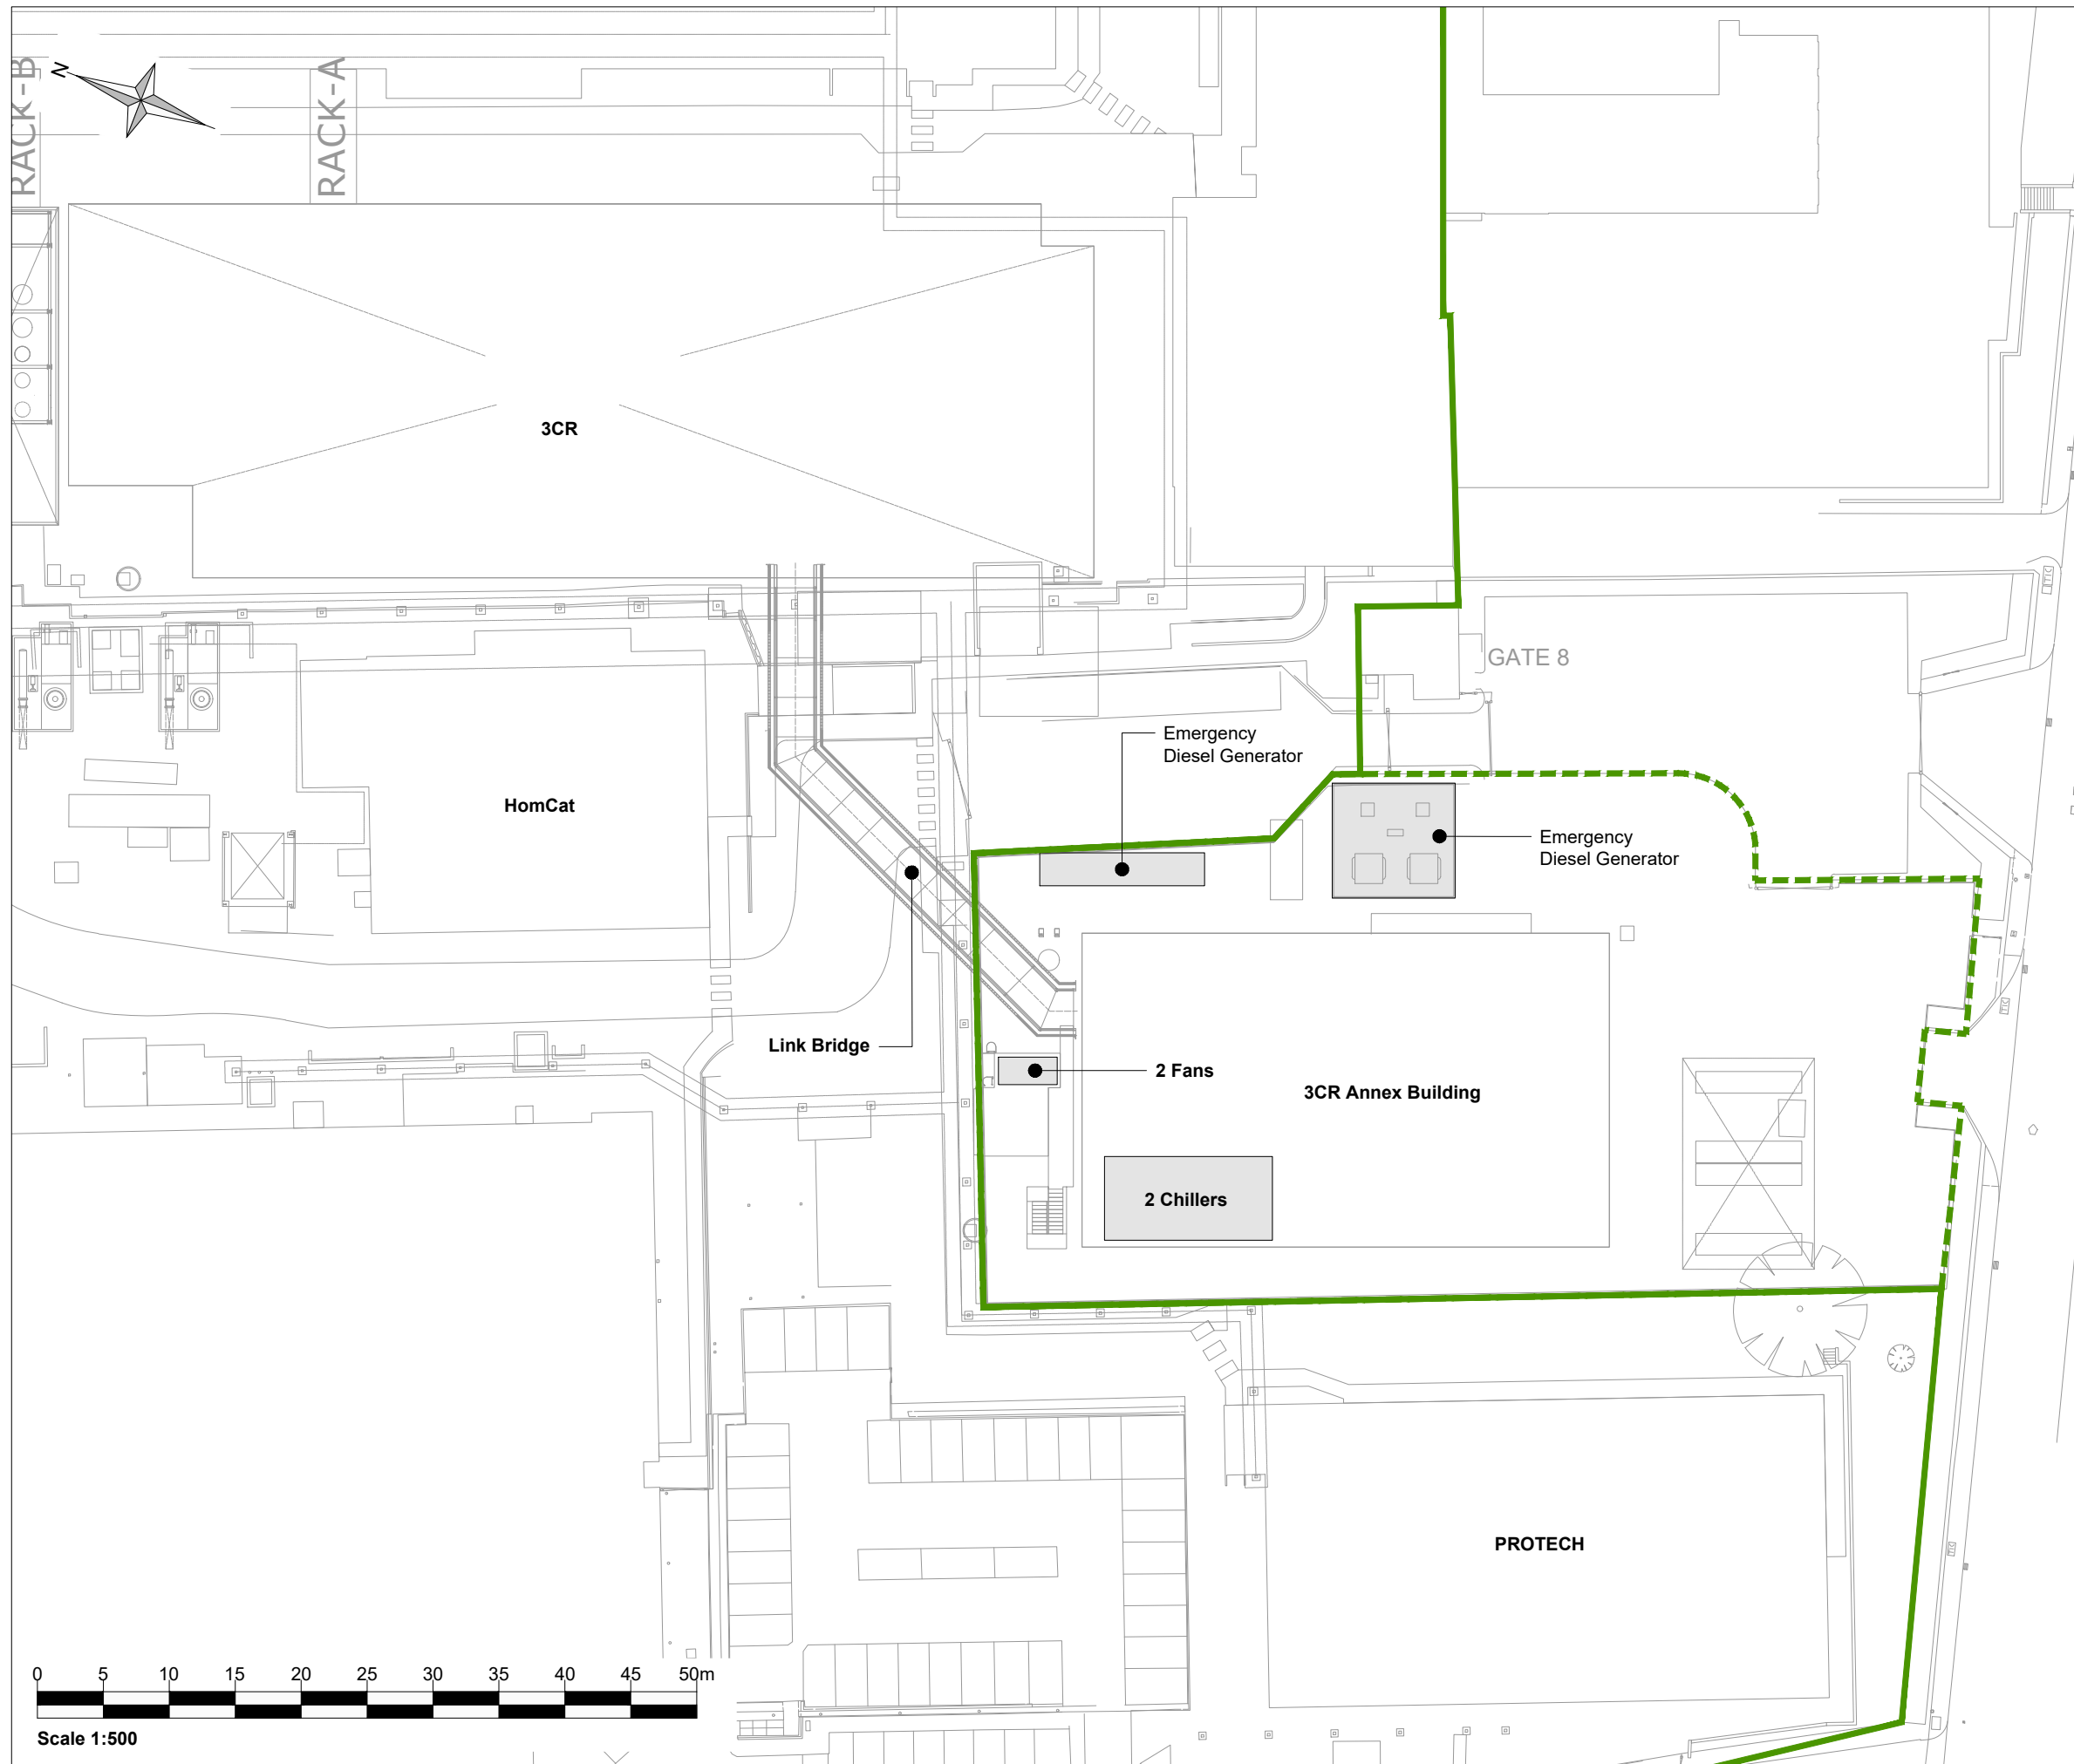 RACK-B
N
RACK-A
3CR
GATE 8
Emergency
Diesel Generator
HomCat
Emergency
Diesel Generator
Link Bridge
2 Fans
3CR Annex Building
2 Chillers
PROTECH
0 5 10 15 20 25 30 35 40 45 50m
Scale 1:500